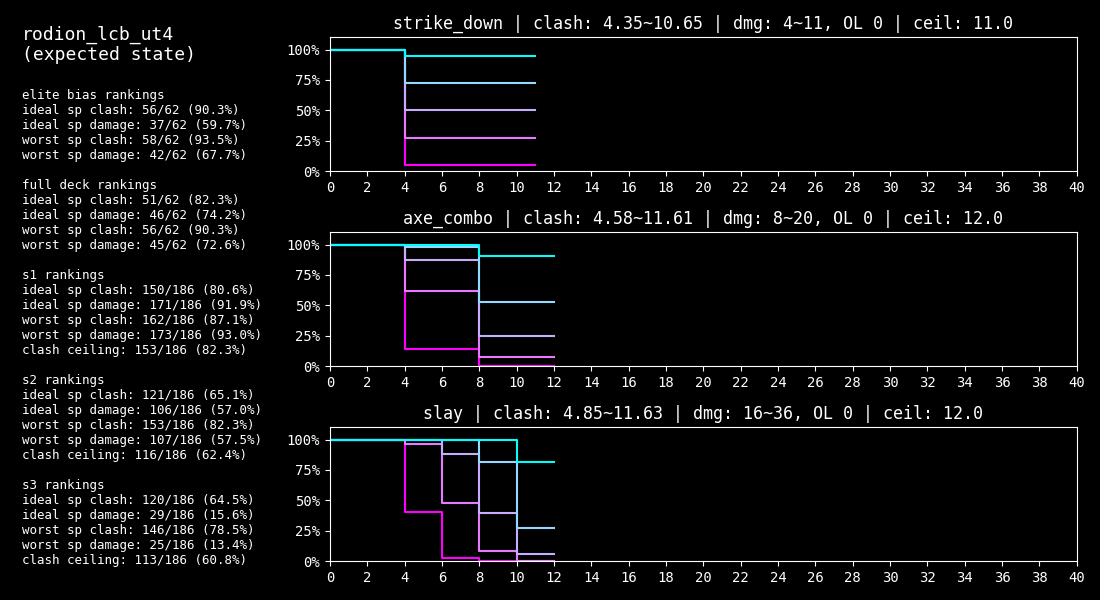 rodion_lcb_ut4
(expected state)
elite bias rankings
ideal sp clash: 56/62 (90.3%)
ideal sp damage: 37/62 (59.7%)
worst sp clash: 58/62 (93.5%)
worst sp damage: 42/62 (67.7%)
full deck rankings
ideal sp clash: 51/62 (82.3%)
ideal sp damage: 46/62 (74.2%)
worst sp clash: 56/62 (90.3%)
worst sp damage: 45/62 (72.6%)
s1 rankings
ideal sp clash: 150/186 (80.6%)
ideal sp damage: 171/186 (91.9%)
worst sp clash: 162/186 (87.1%)
worst sp damage: 173/186 (93.0%)
clash ceiling: 153/186 (82.3%)
s2 rankings
ideal sp clash: 121/186 (65.1%)
ideal sp damage: 106/186 (57.0%)
worst sp clash: 153/186 (82.3%)
worst sp damage: 107/186 (57.5%)
clash ceiling: 116/186 (62.4%)
s3 rankings
ideal sp clash: 120/186 (64.5%)
ideal sp damage: 29/186 (15.6%)
worst sp clash: 146/186 (78.5%)
worst sp damage: 25/186 (13.4%)
clash ceiling: 113/186 (60.8%)
strike_down | clash: 4.35~10.65 | dmg: 4~11, OL 0 | ceil: 11.0
100%
75%
50%
25%
0%
0 2 4 6 8 10 12 14 16 18 20 22 24 26 28 30 32 34 36 38 40
axe_combo | clash: 4.58~11.61 | dmg: 8~20, OL 0 | ceil: 12.0
100%
75%
50%
25%
0%
0 2 4 6 8 10 12 14 16 18 20 22 24 26 28 30 32 34 36 38 40
slay | clash: 4.85~11.63 | dmg: 16~36, OL 0 | ceil: 12.0
100%
75%
50%
25%
0%
0 2 4 6 8 10 12 14 16 18 20 22 24 26 28 30 32 34 36 38 40